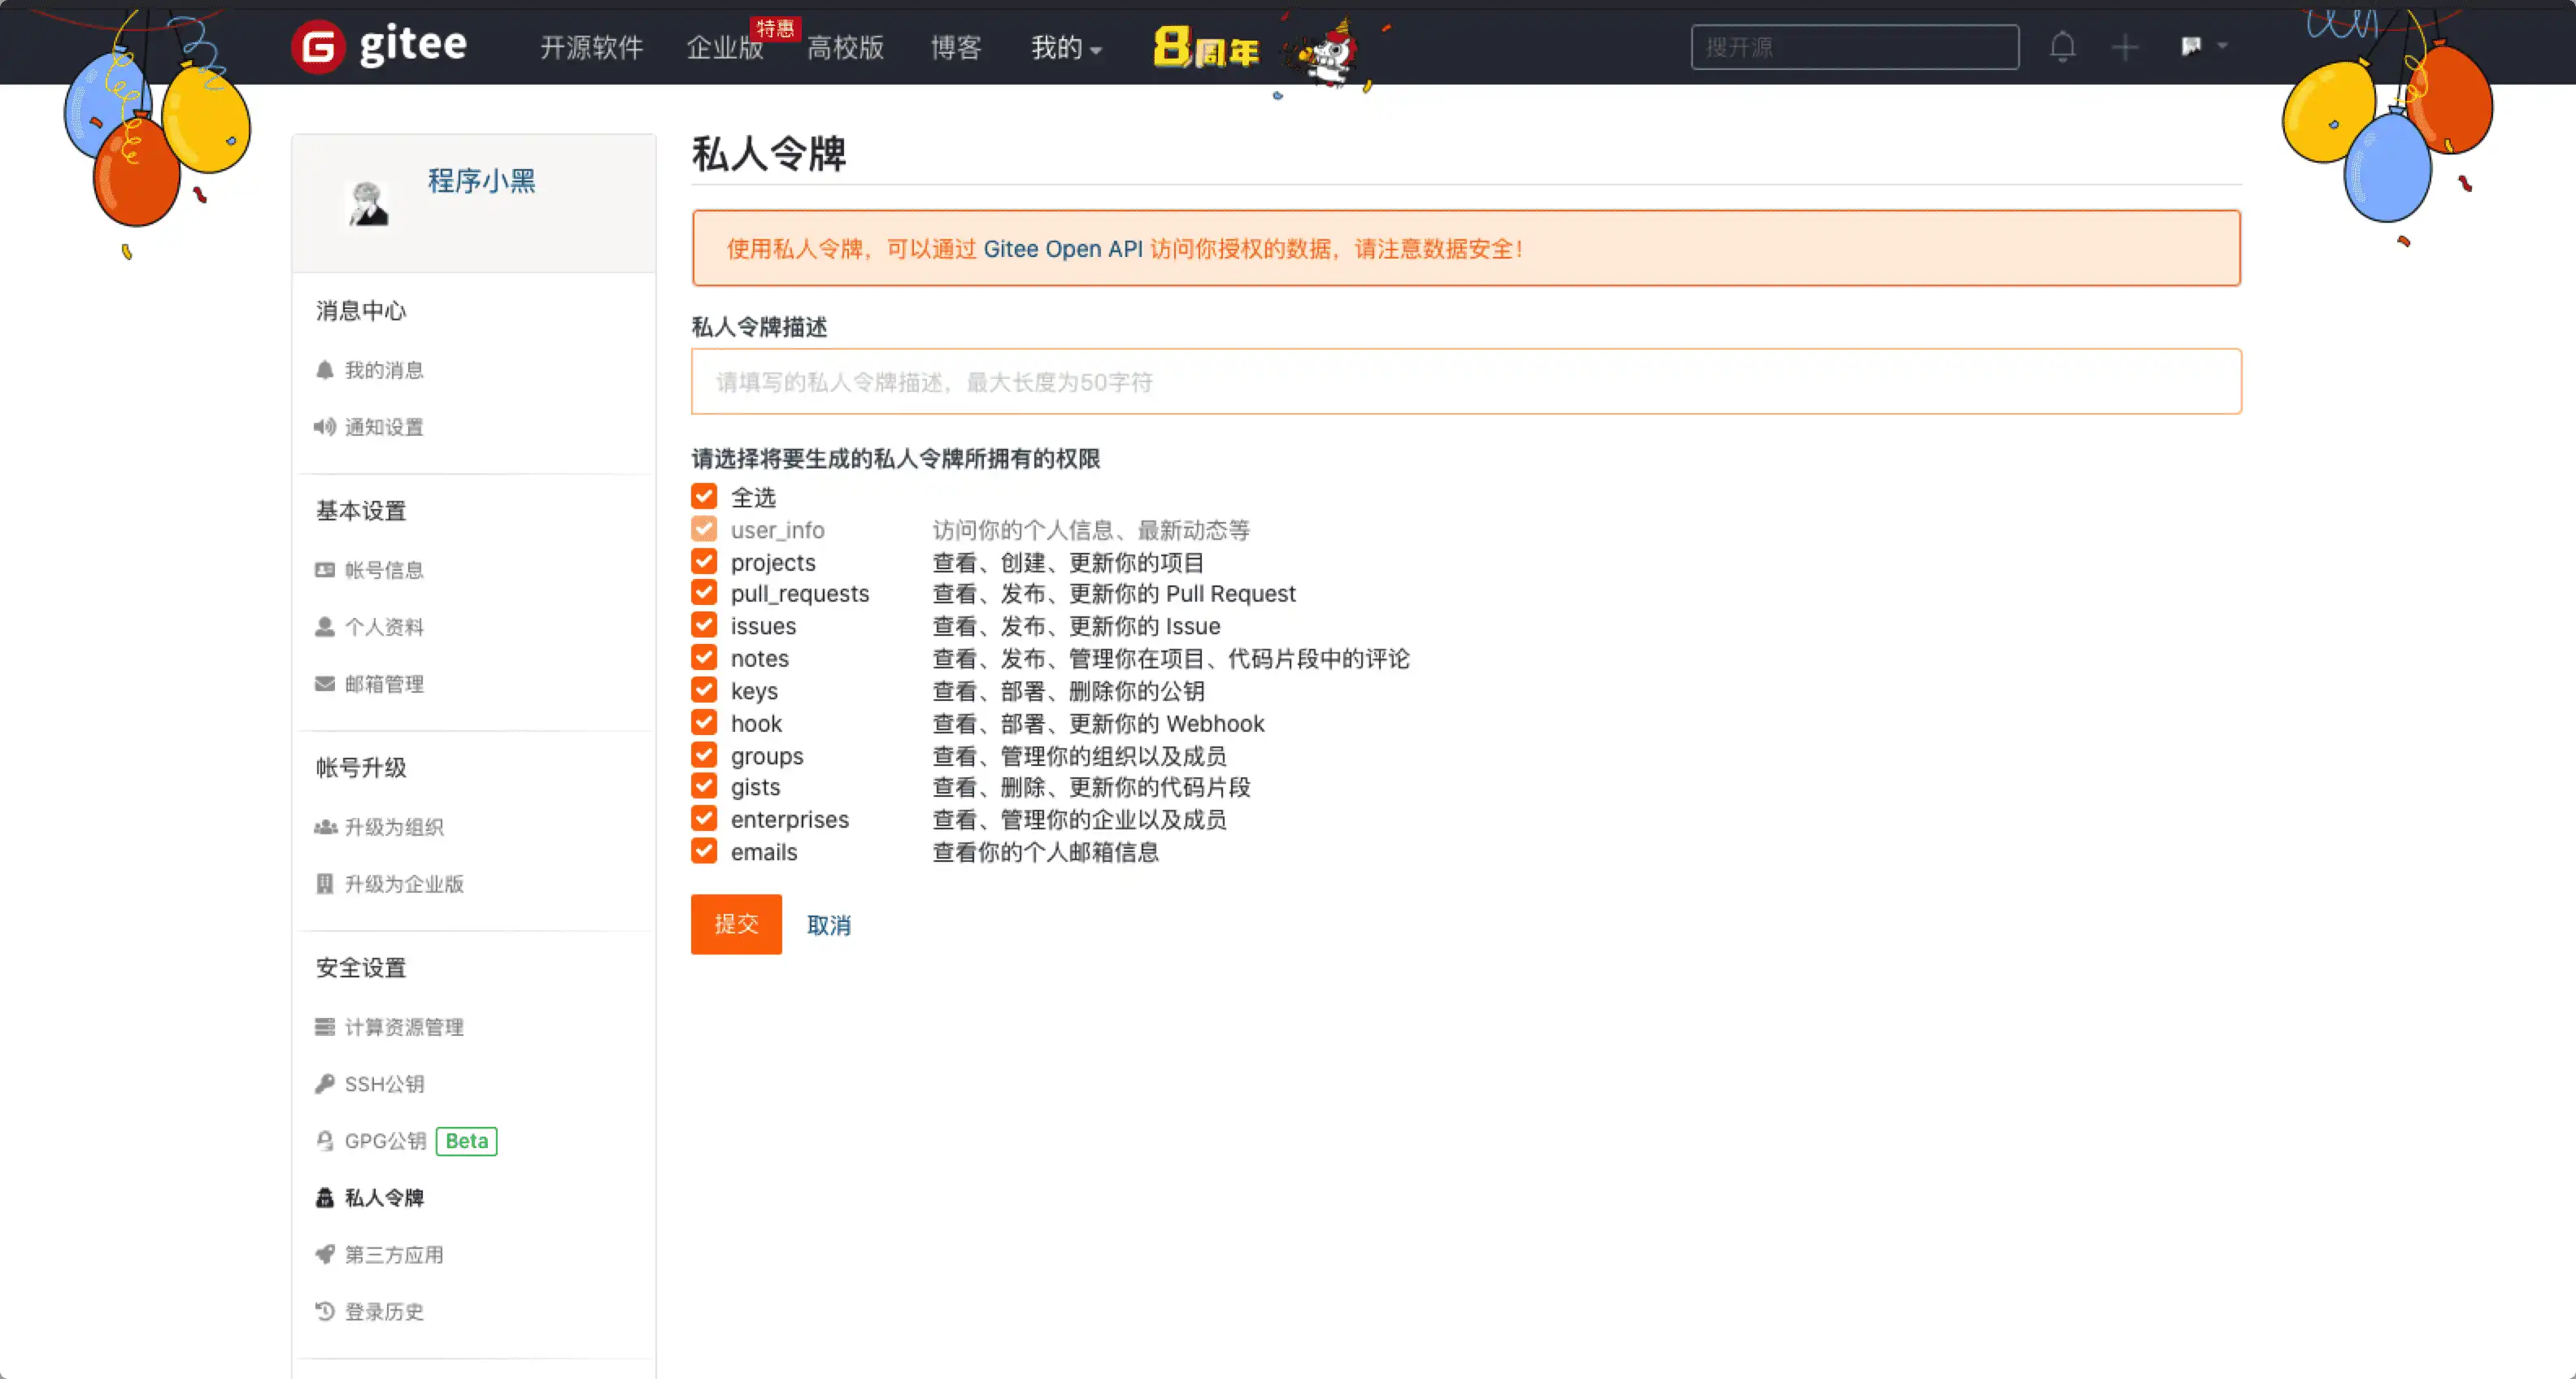 gitee 开源软件 企业版 特惠 高校版 博客 我的 8周年 搜开源
程序小黑
消息中心
我的消息
通知设置
基本设置
帐号信息
个人资料
邮箱管理
帐号升级
升级为组织
升级为企业版
安全设置
计算资源管理
SSH公钥
GPG公钥 Beta
私人令牌
第三方应用
登录历史
私人令牌
使用私人令牌，可以通过 Gitee Open API 访问你授权的数据，请注意数据安全！
私人令牌描述
请填写的私人令牌描述，最大长度为50字符
请选择将要生成的私人令牌所拥有的权限
全选
user_info 访问你的个人信息、最新动态等
projects 查看、创建、更新你的项目
pull_requests 查看、发布、更新你的 Pull Request
issues 查看、发布、更新你的 Issue
notes 查看、发布、管理你在项目、代码片段中的评论
keys 查看、部署、删除你的公钥
hook 查看、部署、更新你的 Webhook
groups 查看、管理你的组织以及成员
gists 查看、删除、更新你的代码片段
enterprises 查看、管理你的企业以及成员
emails 查看你的个人邮箱信息
提交 取消